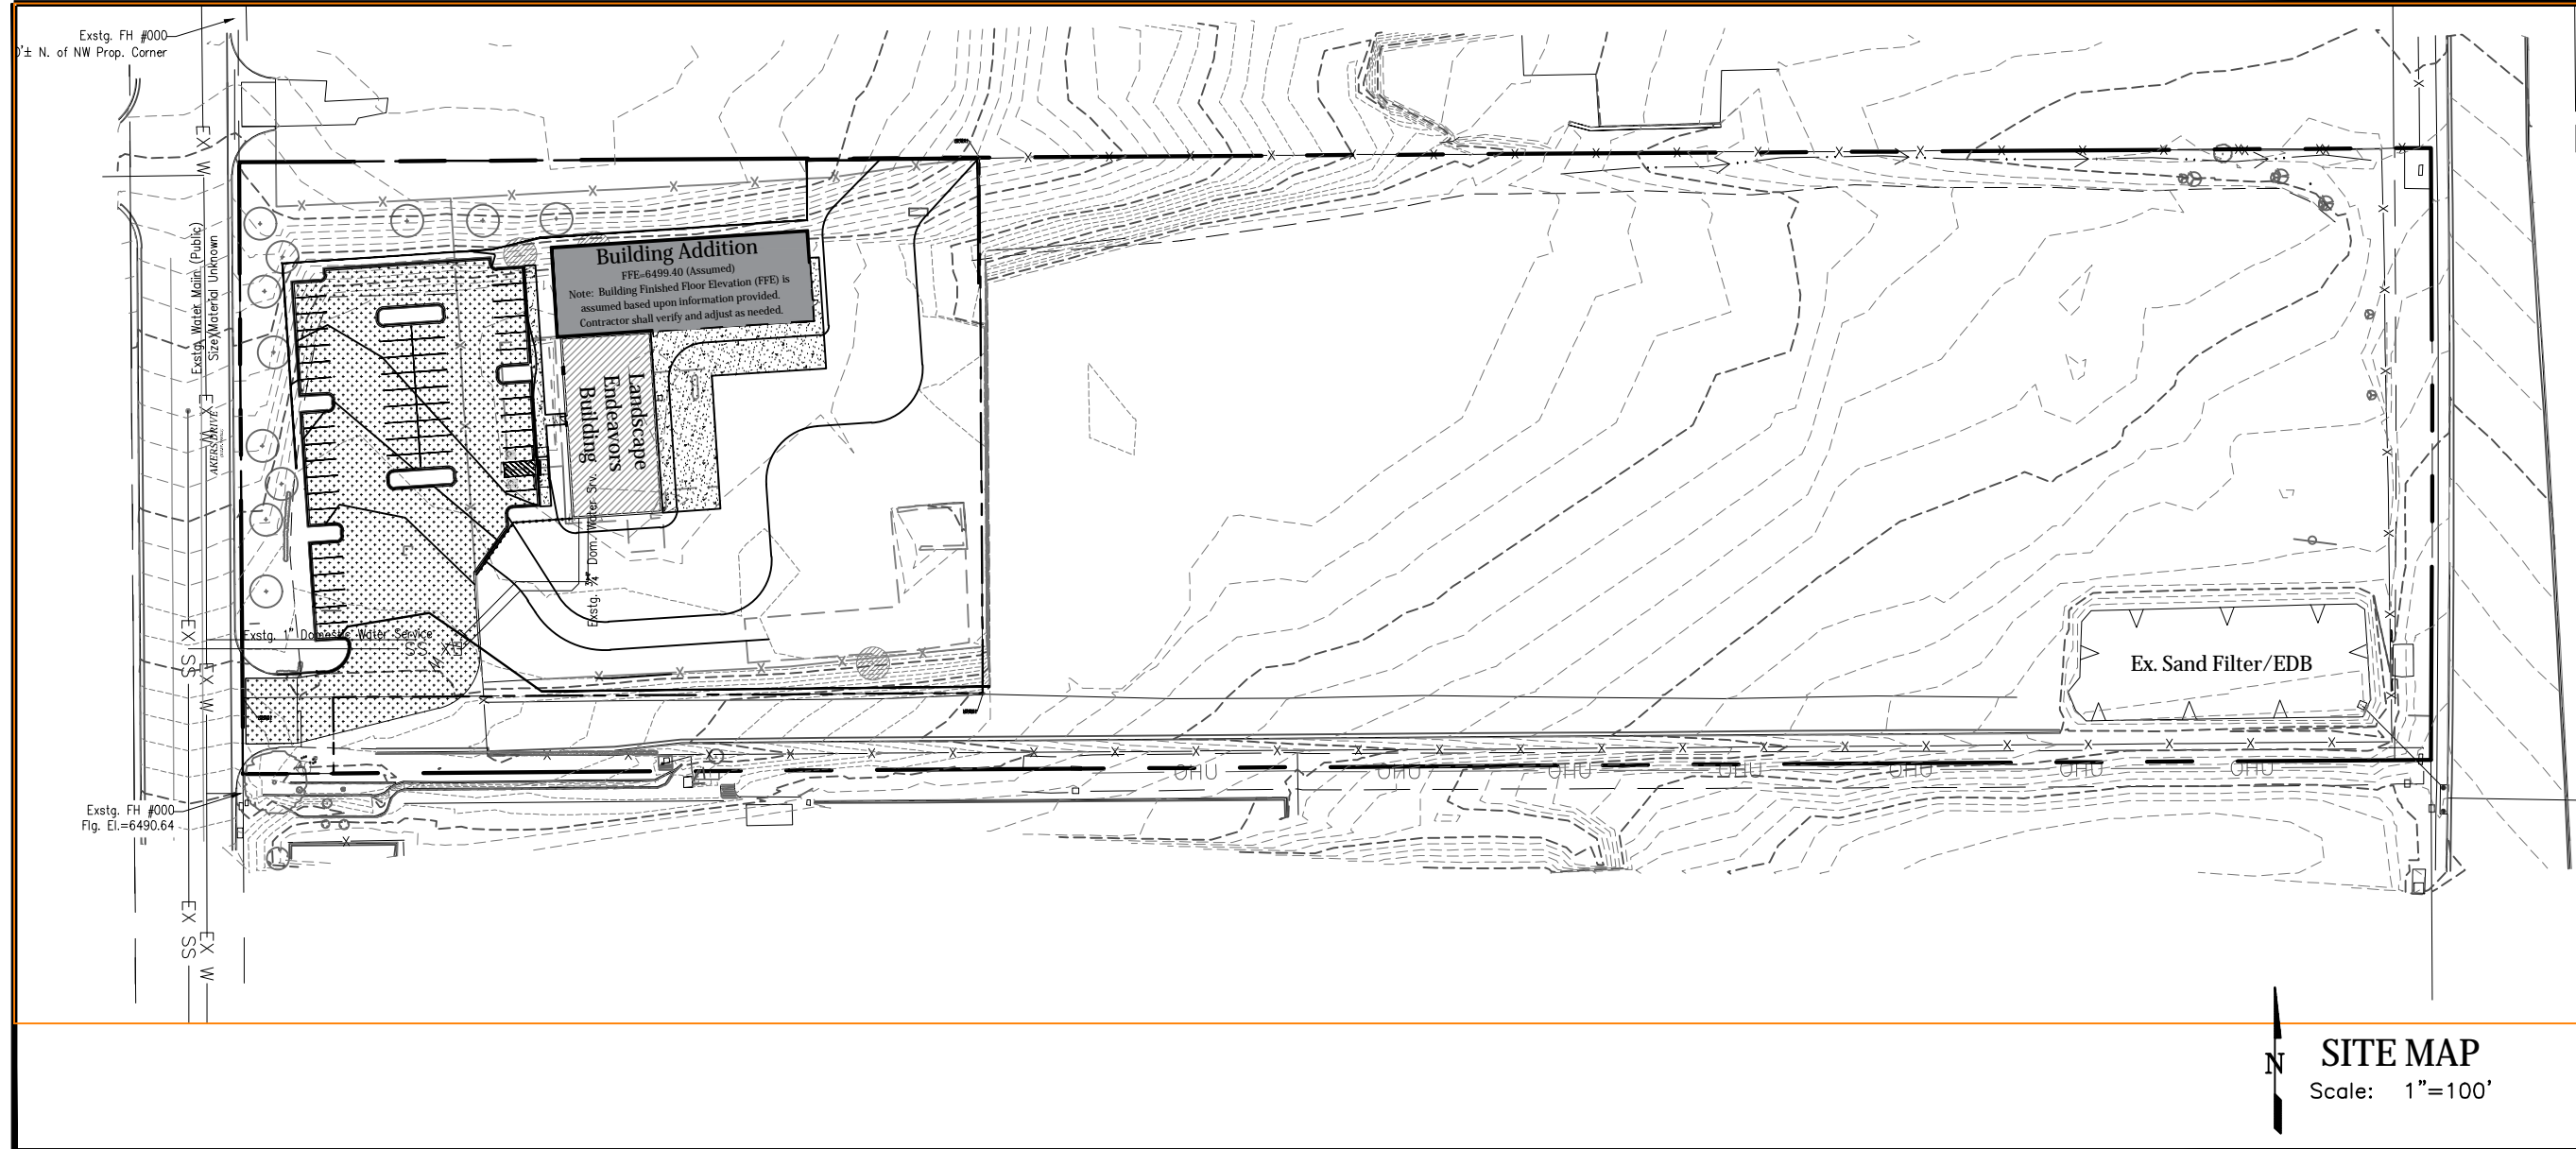 Exstg. FH #000
0'± N. of NW Prop. Corner
EX W
Exstg. Water Main (Public)
Size/Material Unknown
Building Addition
FFE=6499.40 (Assumed)
Note: Building Finished Floor Elevation (FFE) is
assumed based upon information provided.
Contractor shall verify and adjust as needed.
Landscape
Endeavors
Building
EX W
AKERS DRIVE
Exstg. ¾" Dom. Water Srv.
Exstg. 1" Domestic Water Service
EX SS
EX W
Ex. Sand Filter/EDB
OHU
OHU
OHU
OHU
OHU
OHU
OHU
Exstg. FH #000
Flg. El.=6490.64
EX SS
EX W
N
SITE MAP
Scale: 1"=100'